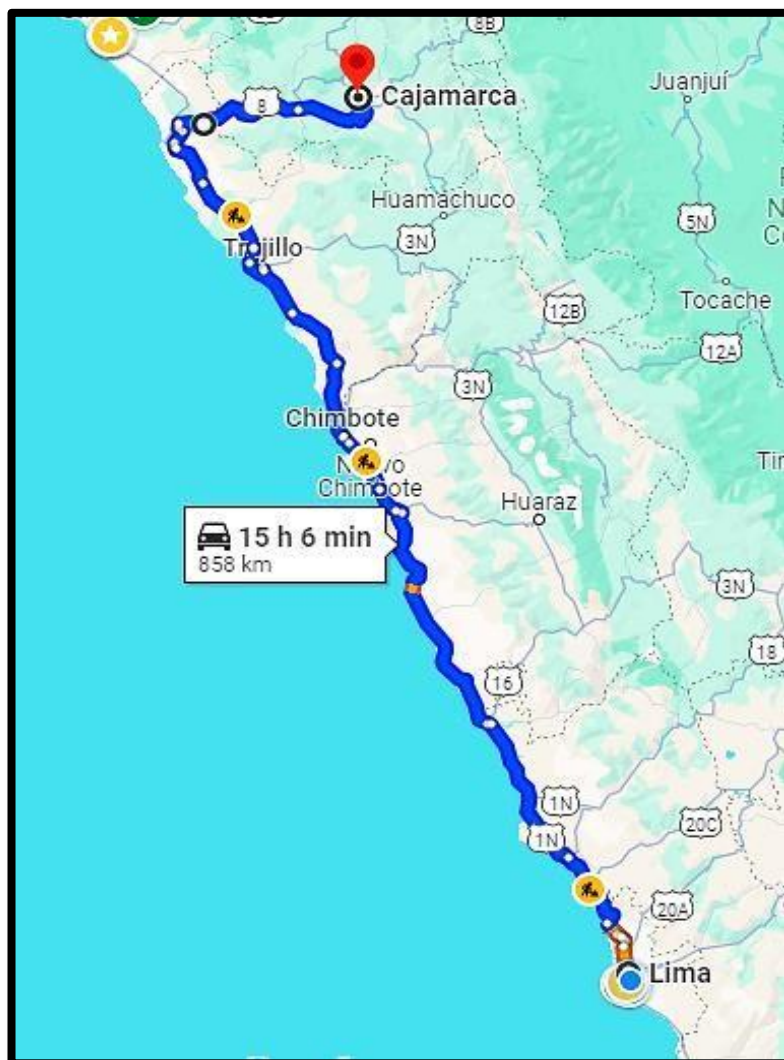 8B
Cajamarca
8
Juanjuí
Huamachuco
3N
5N
Trujillo
Tocache
12B
12A
3N
Chimbote
Chimbote
Huaraz
15 h 6 min
858 km
3N
18
16
1N
20C
1N
20A
Lima